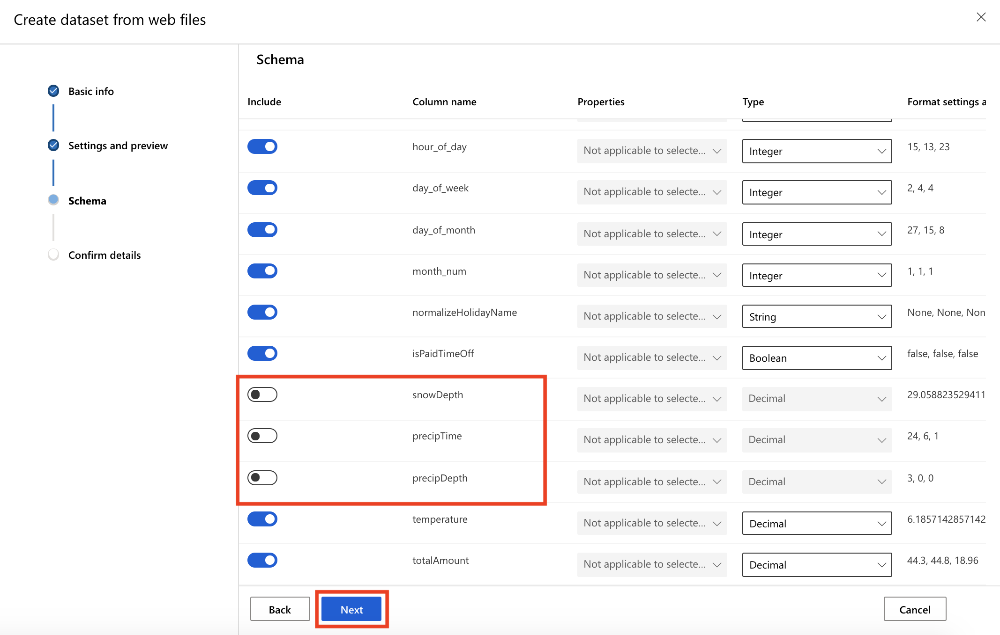 Create dataset from web files
Basic info
Settings and preview
Schema
Confirm details
Schema
Include Column name Properties Type Format settings a
hour_of_day Not applicable to selecte... Integer 15, 13, 23
day_of_week Not applicable to selecte... Integer 2, 4, 4
day_of_month Not applicable to selecte... Integer 27, 15, 8
month_num Not applicable to selecte... Integer 1, 1, 1
normalizeHolidayName Not applicable to selecte... String None, None, Non
isPaidTimeOff Not applicable to selecte... Boolean false, false, false
snowDepth Not applicable to selecte... Decimal 29.058823529411
precipTime Not applicable to selecte... Decimal 24, 6, 1
precipDepth Not applicable to selecte... Decimal 3, 0, 0
temperature Not applicable to selecte... Decimal 6.1857142857142
totalAmount Not applicable to selecte... Decimal 44.3, 44.8, 18.96
Back Next Cancel